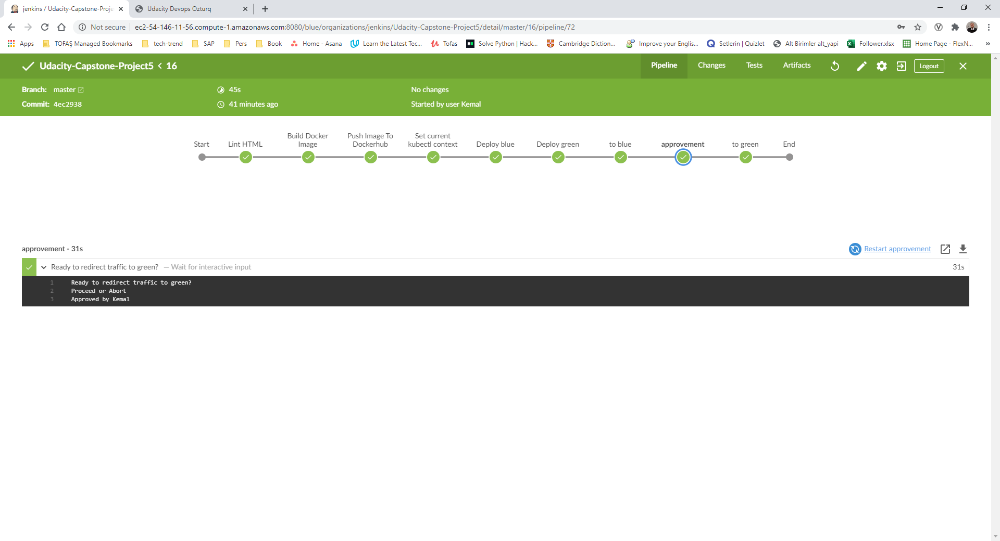 jenkins / Udacity-Capstone-Proje
Udacity Devops Ozturq
Not secure
ec2-54-146-11-56.compute-1.amazonaws.com:8080/blue/organizations/jenkins/Udacity-Capstone-Project5/detail/master/16/pipeline/72
Apps
TOFAŞ Managed Bookmarks
tech-trend
SAP
Pers
Book
Home - Asana
Learn the Latest Tec...
Tofas
Solve Python | Hack...
Cambridge Diction...
Improve your Englis...
Setlerin | Quizlet
Alt Birimler alt_yapi
Follower.xlsx
Home Page - FlexN...
»
Udacity-Capstone-Project5 < 16
Pipeline
Changes
Tests
Artifacts
Logout
Branch: master
45s
No changes
Commit: 4ec2938
41 minutes ago
Started by user Kemal
Start
Lint HTML
Build Docker
Image
Push Image To
Dockerhub
Set current
kubectl context
Deploy blue
Deploy green
to blue
approvement
to green
End
approvement - 31s
Restart approvement
Ready to redirect traffic to green? — Wait for interactive input
31s
1 Ready to redirect traffic to green?
2 Proceed or Abort
3 Approved by Kemal